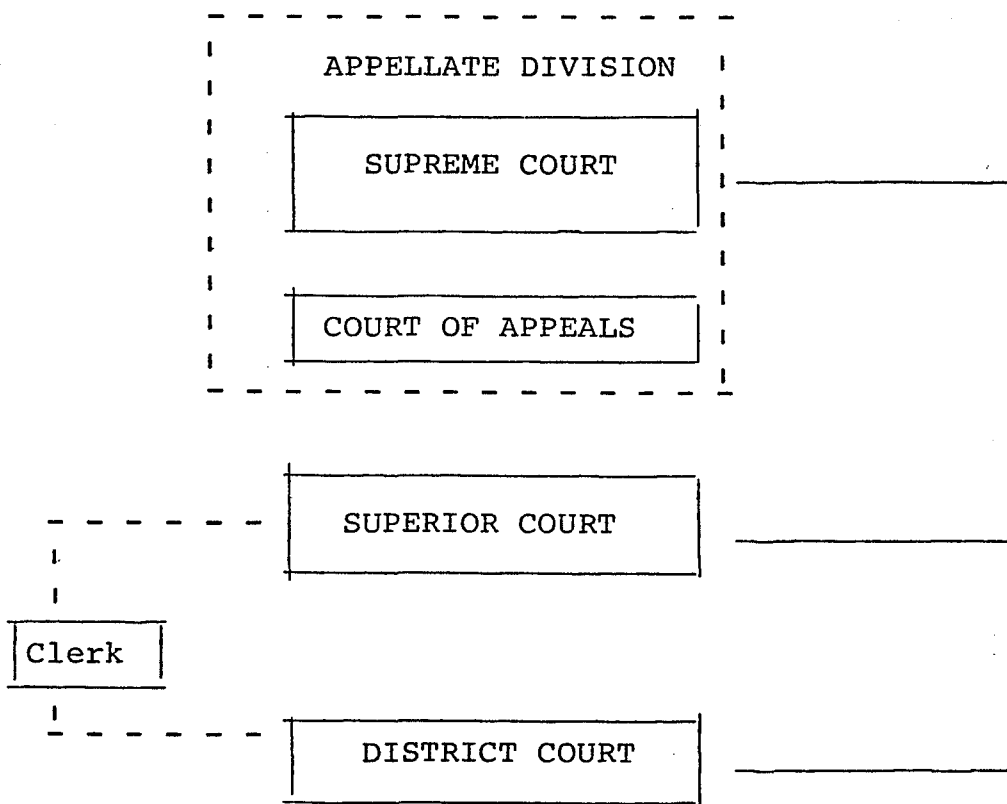 APPELLATE DIVISION
SUPREME COURT
COURT OF APPEALS
SUPERIOR COURT
Clerk
DISTRICT COURT